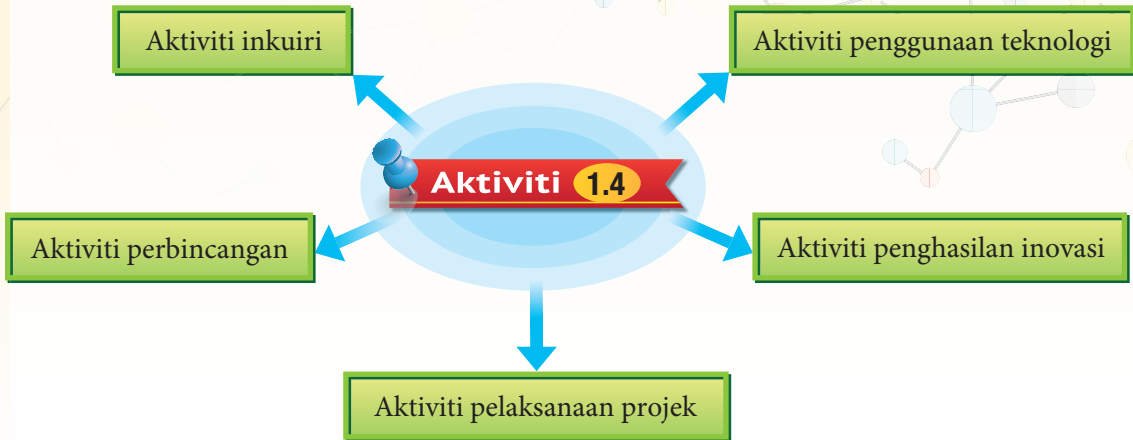 Aktiviti inkuiri
Aktiviti penggunaan teknologi
Aktiviti 1.4
Aktiviti perbincangan
Aktiviti penghasilan inovasi
Aktiviti pelaksanaan projek